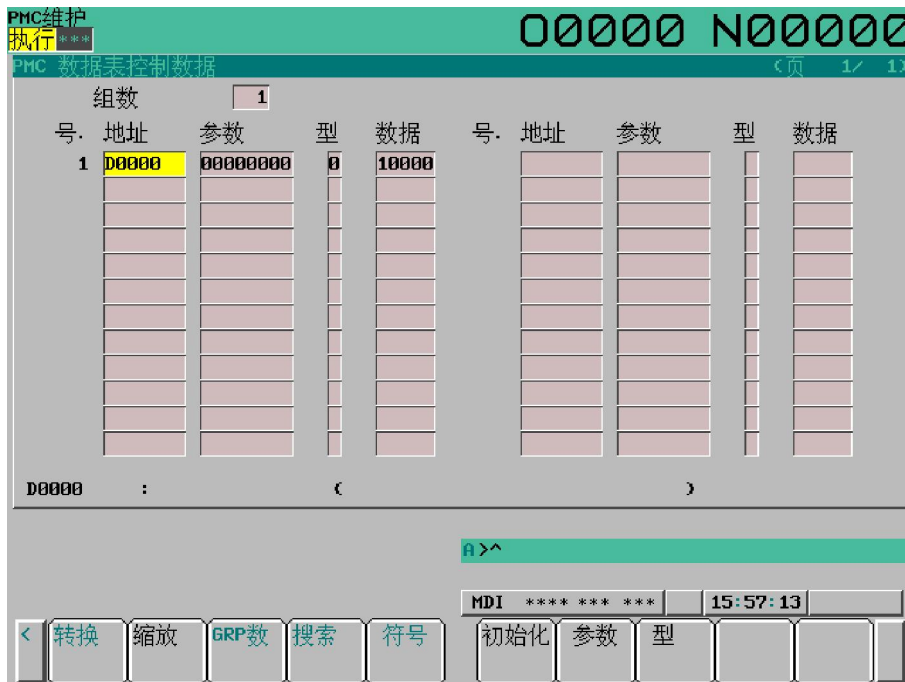 PMC维护
执行 *** O0000 N00000
PMC 数据表控制数据 (页 1/ 1)
组数 1
号. 地址 参数 型 数据 号. 地址 参数 型 数据
1 D0000 00000000 0 10000
D0000 : ( )
A>^
MDI **** *** *** 15:57:13
< 转换 缩放 GRP数 搜索 符号 初始化 参数 型